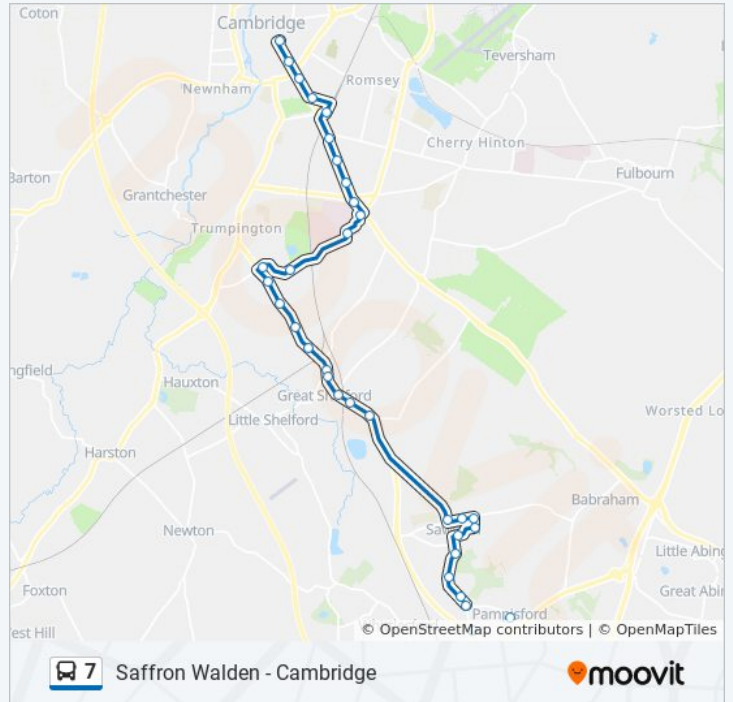 Coton
Cambridge
Teversham
Romsey
Newnham
Cherry Hinton
Fulbourn
Barton
Grantchester
Trumpington
ngfield
Hauxton
Great Shelford
Little Shelford
Worsted Lo
Harston
Babraham
Newton
Saw
Little Abing
Foxton
Great Abin
Pampisford
est Hill
© OpenStreetMap contributors | © OpenMapTiles
7 Saffron Walden - Cambridge
moovit